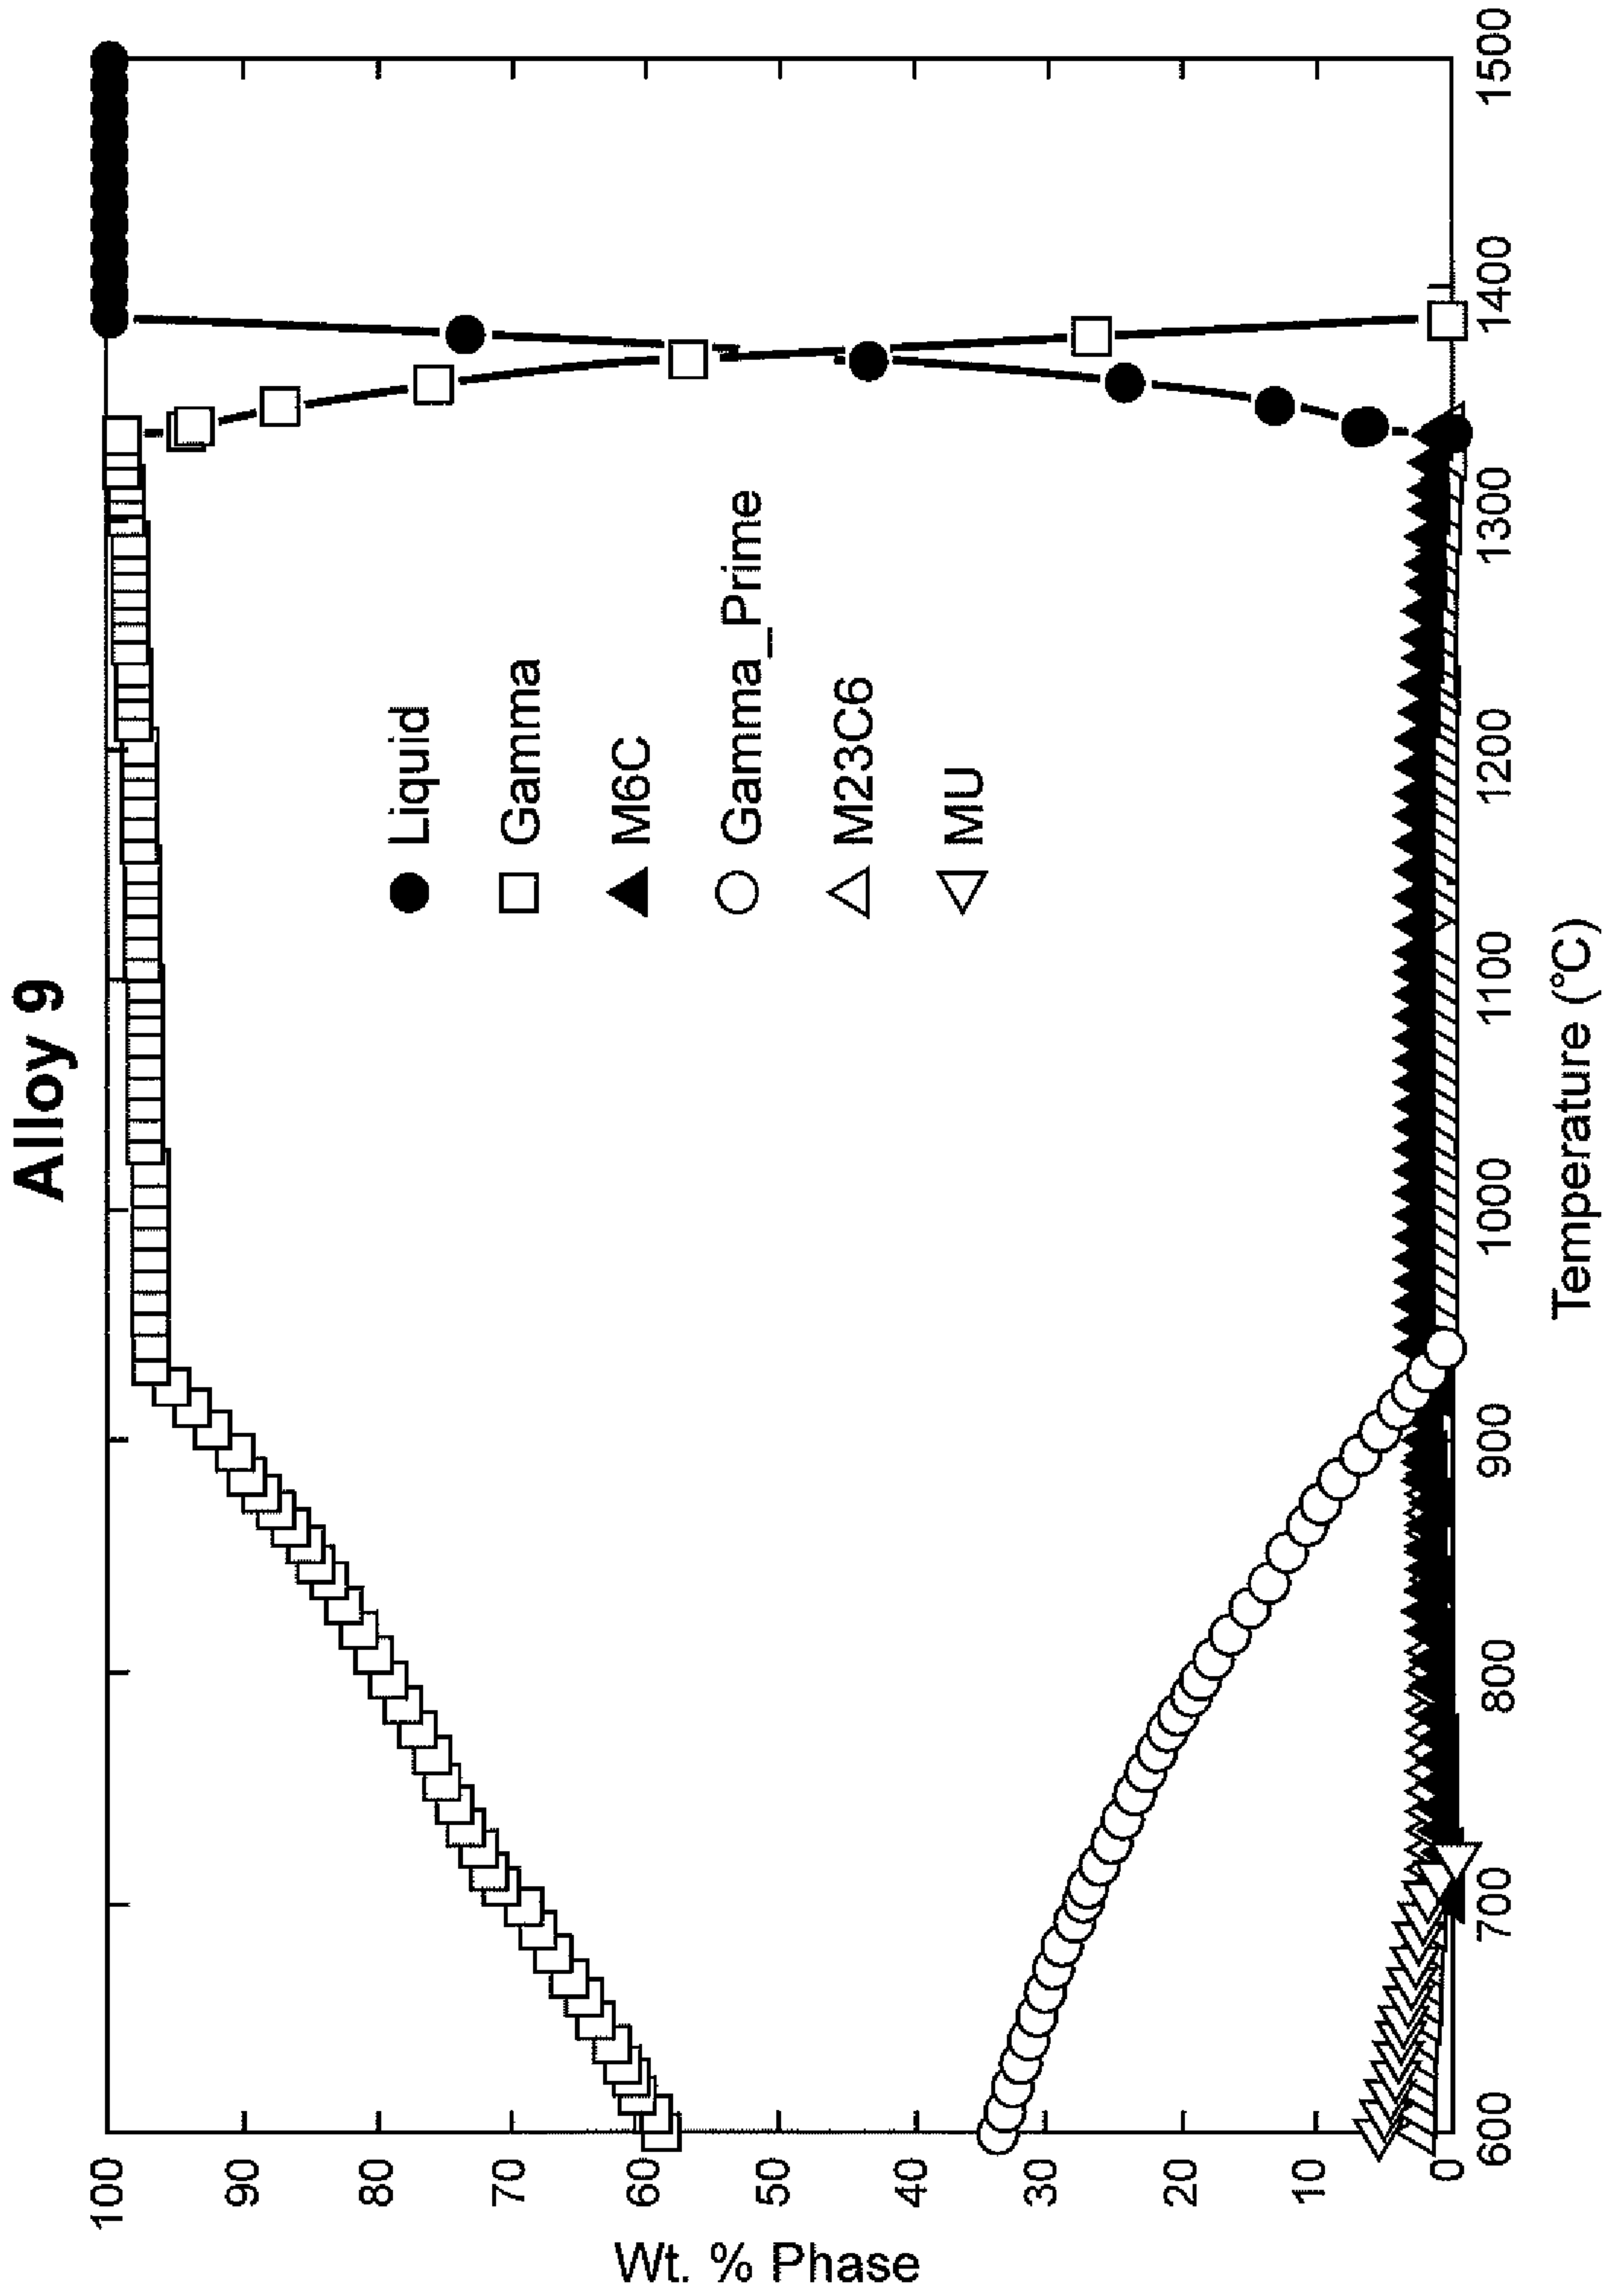 Alloy 9
100
90
80
70
60
50
40
30
20
10
0
Wt. % Phase
Liquid
Gamma
M6C
Gamma_Prime
M23C6
MU
600
700
800
900
1000
1100
1200
1300
1400
1500
Temperature (°C)